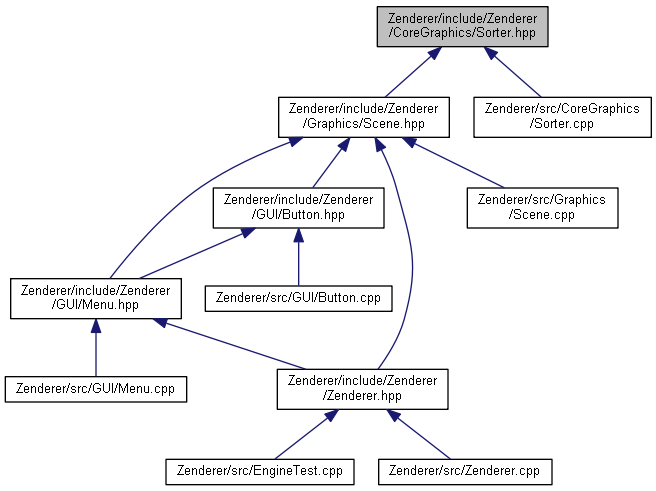 Zenderer/include/Zenderer
/CoreGraphics/Sorter.hpp
Zenderer/include/Zenderer
/Graphics/Scene.hpp
Zenderer/src/CoreGraphics
/Sorter.cpp
Zenderer/include/Zenderer
/GUI/Button.hpp
Zenderer/src/Graphics
/Scene.cpp
Zenderer/include/Zenderer
/GUI/Menu.hpp
Zenderer/src/GUI/Button.cpp
Zenderer/src/GUI/Menu.cpp
Zenderer/include/Zenderer
/Zenderer.hpp
Zenderer/src/EngineTest.cpp
Zenderer/src/Zenderer.cpp